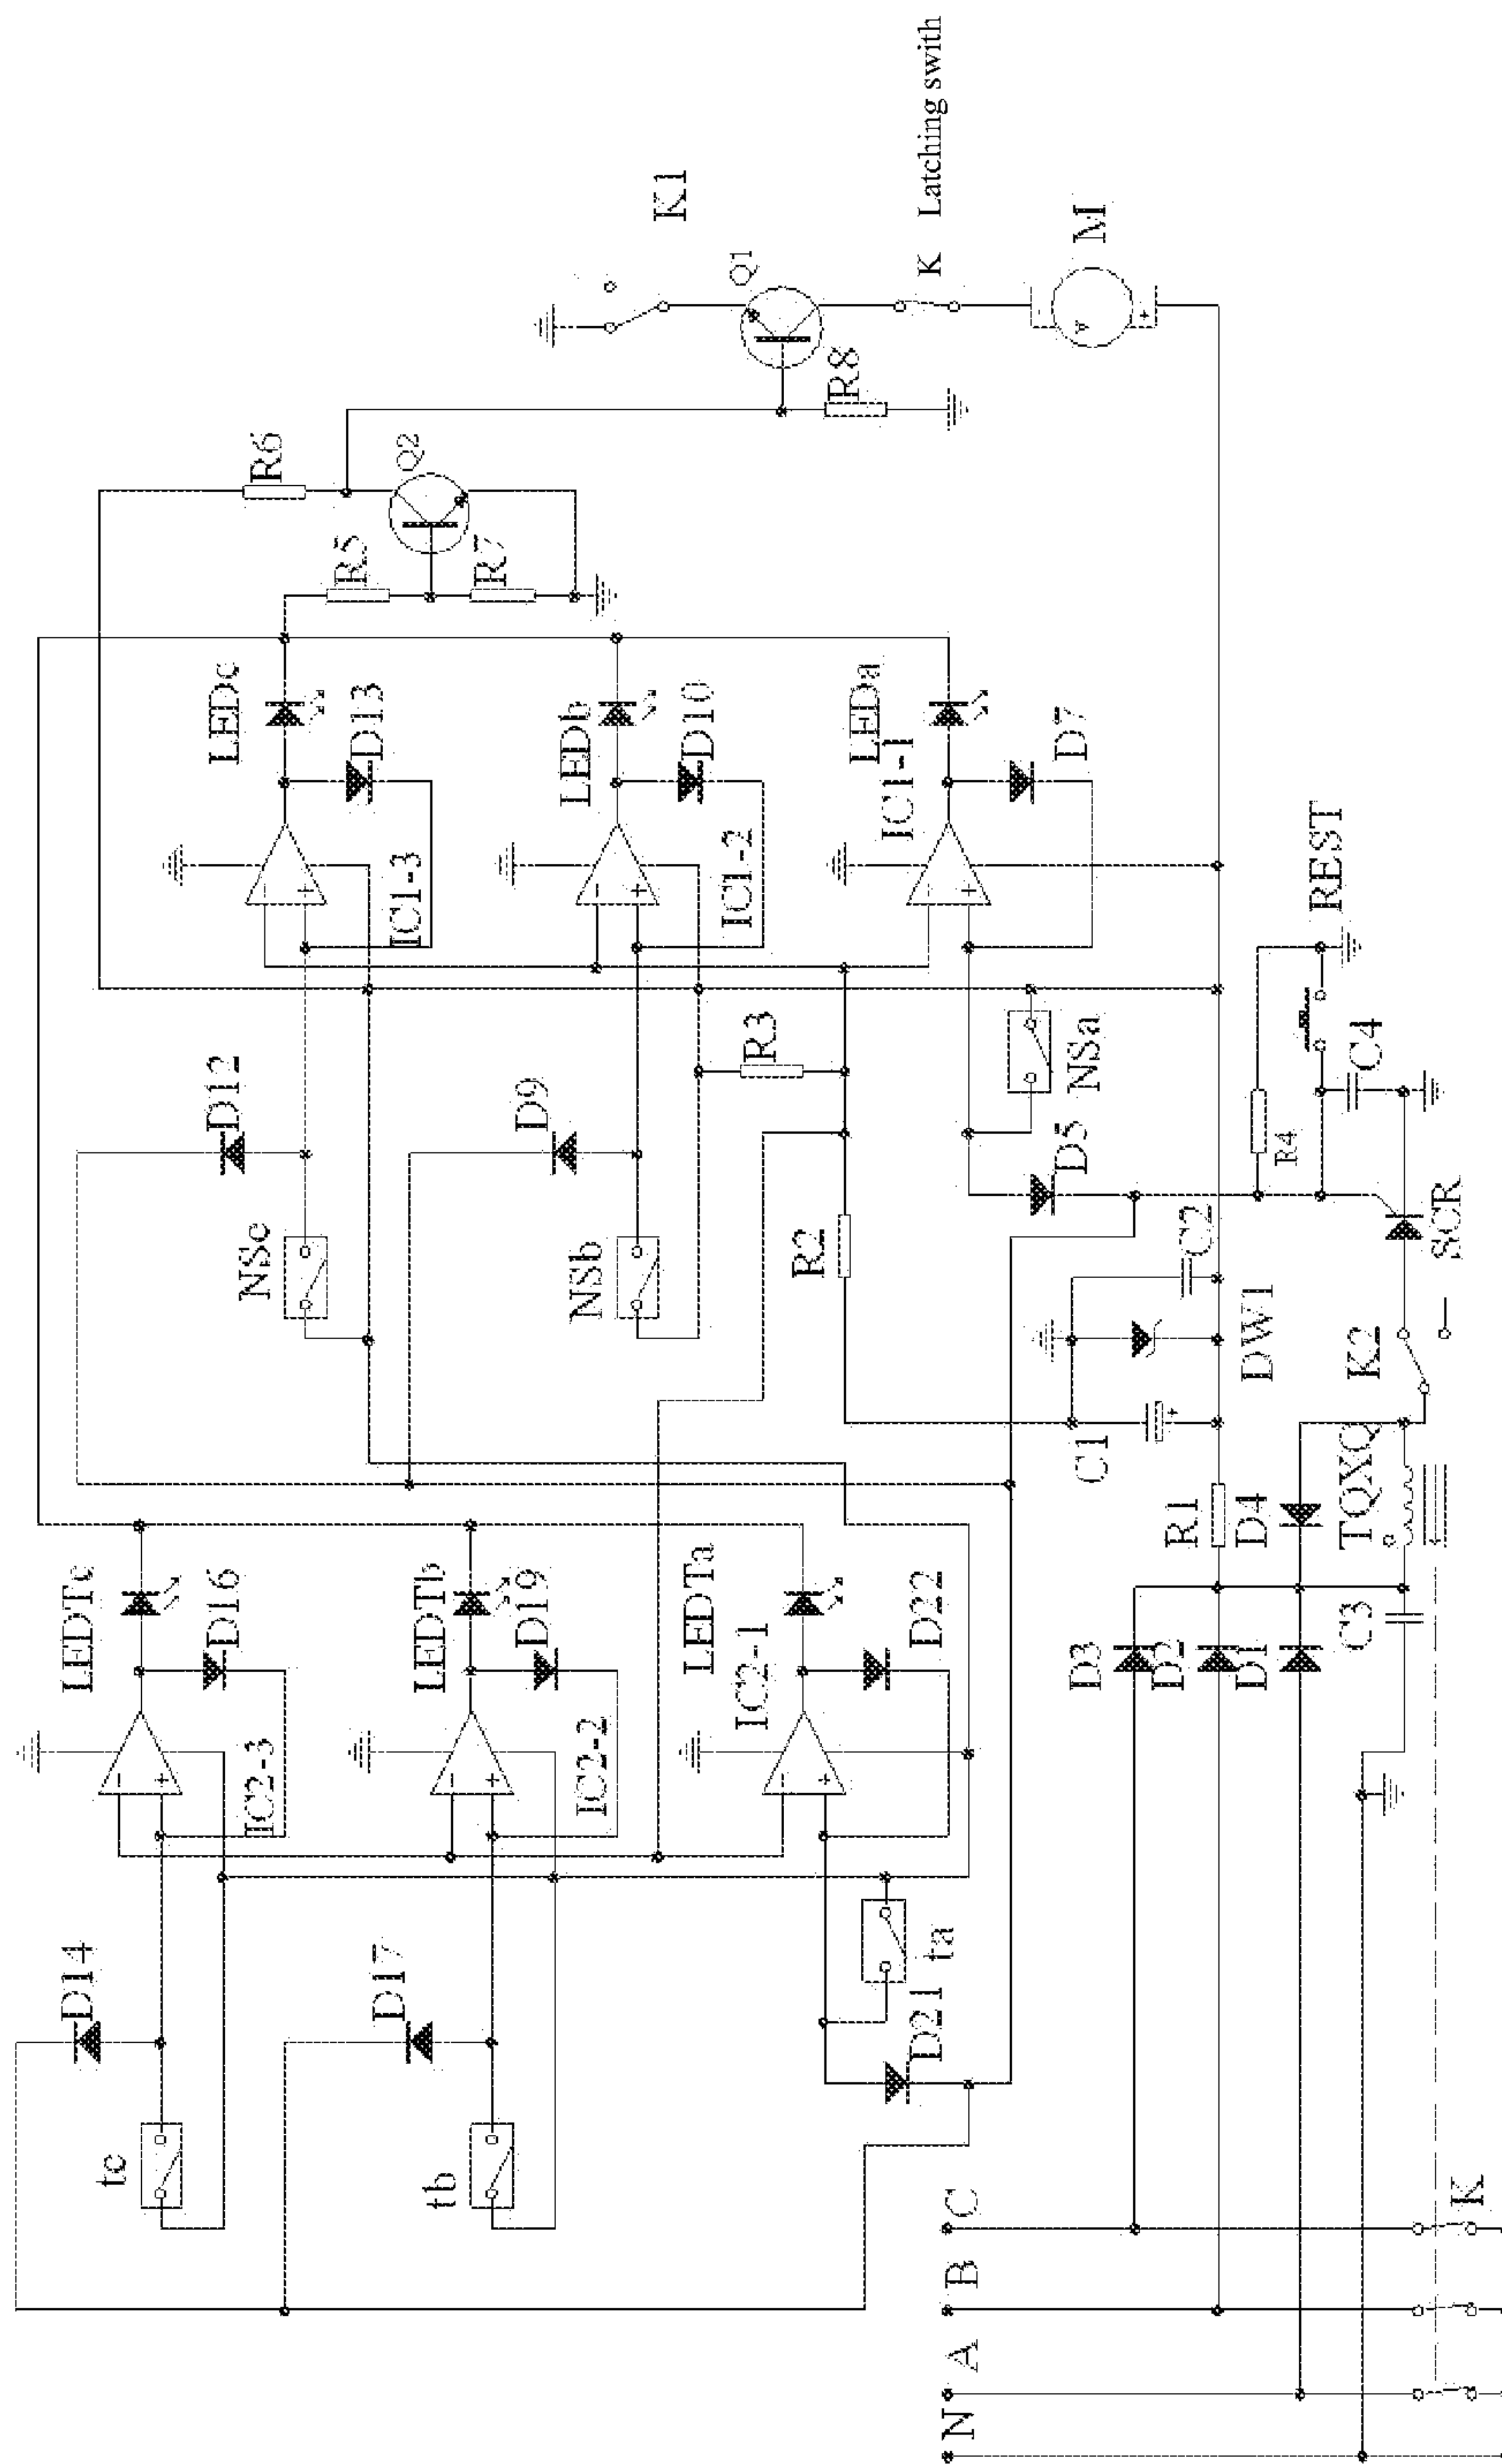 K1
Q1
K Latching swith
M
R8
R6
Q2
R5
R7
LEDc
D13
LEDb
D10
LEDa
IC1-1
D7
-
+
IC1-3
-
+
IC1-2
-
+
REST
D12
D9
R3
NSa
C4
R4
D5
NSc
NSb
R2
C2
SCR
DW1
K2
C1
+
TQXQ
R1
D4
LEDTc
D16
LEDTb
D19
LEDTa
IC2-1
D22
D3
D2
D1
C3
-
+
IC2-3
-
+
IC2-2
-
+
D14
D17
ta
D21
tc
tb
C
B
A
N
K
-
A
+